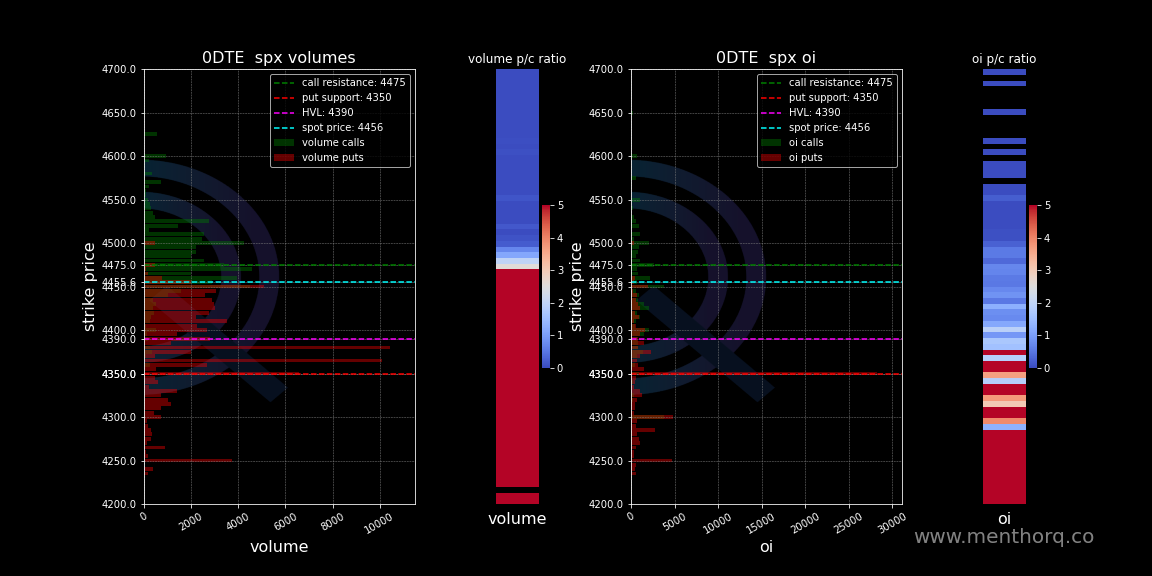 0DTE  spx volumes
volume p/c ratio
0DTE  spx oi
oi p/c ratio
4700.0
4650.0
4600.0
4550.0
4500.0
4475.0
4455.6
4450.0
4400.0
4390.0
4350.0
4300.0
4250.0
4200.0
strike price
call resistance: 4475
put support: 4350
HVL: 4390
spot price: 4456
volume calls
volume puts
0
2000
4000
6000
8000
10000
volume
5
4
3
2
1
0
volume
4700.0
4650.0
4600.0
4550.0
4500.0
4475.0
4455.6
4450.0
4400.0
4390.0
4350.0
4300.0
4250.0
4200.0
strike price
call resistance: 4475
put support: 4350
HVL: 4390
spot price: 4456
oi calls
oi puts
0
5000
10000
15000
20000
25000
30000
oi
5
4
3
2
1
0
oi
www.menthorq.co